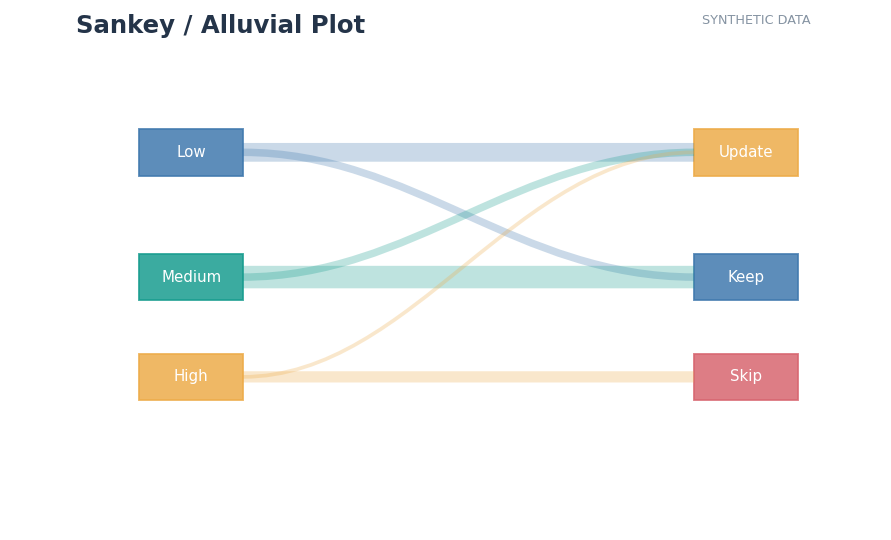 Sankey / Alluvial Plot
SYNTHETIC DATA
Low
Update
Medium
Keep
High
Skip